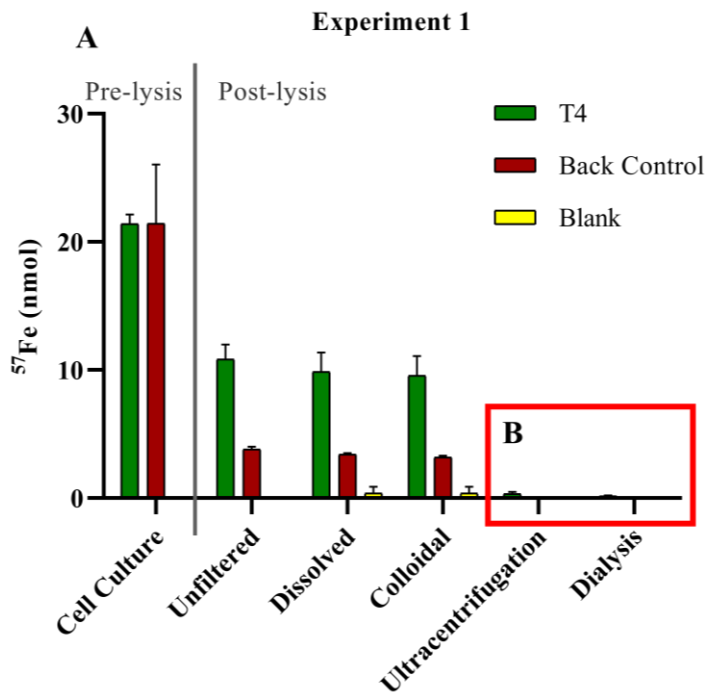 Experiment 1
A
Pre-lysis
Post-lysis
T4
Back Control
Blank
30
20
10
0
⁵⁷Fe (nmol)
B
Cell Culture
Unfiltered
Dissolved
Colloidal
Ultracentrifugation
Dialysis